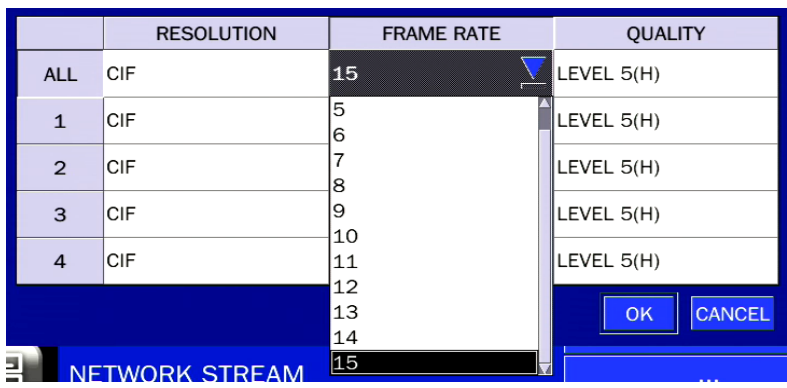 RESOLUTION FRAME RATE QUALITY
ALL CIF 15 LEVEL 5(H)
1 CIF LEVEL 5(H)
2 CIF LEVEL 5(H)
3 CIF LEVEL 5(H)
4 CIF LEVEL 5(H)
5
6
7
8
9
10
11
12
13
14
15
OK CANCEL
NETWORK STREAM ...